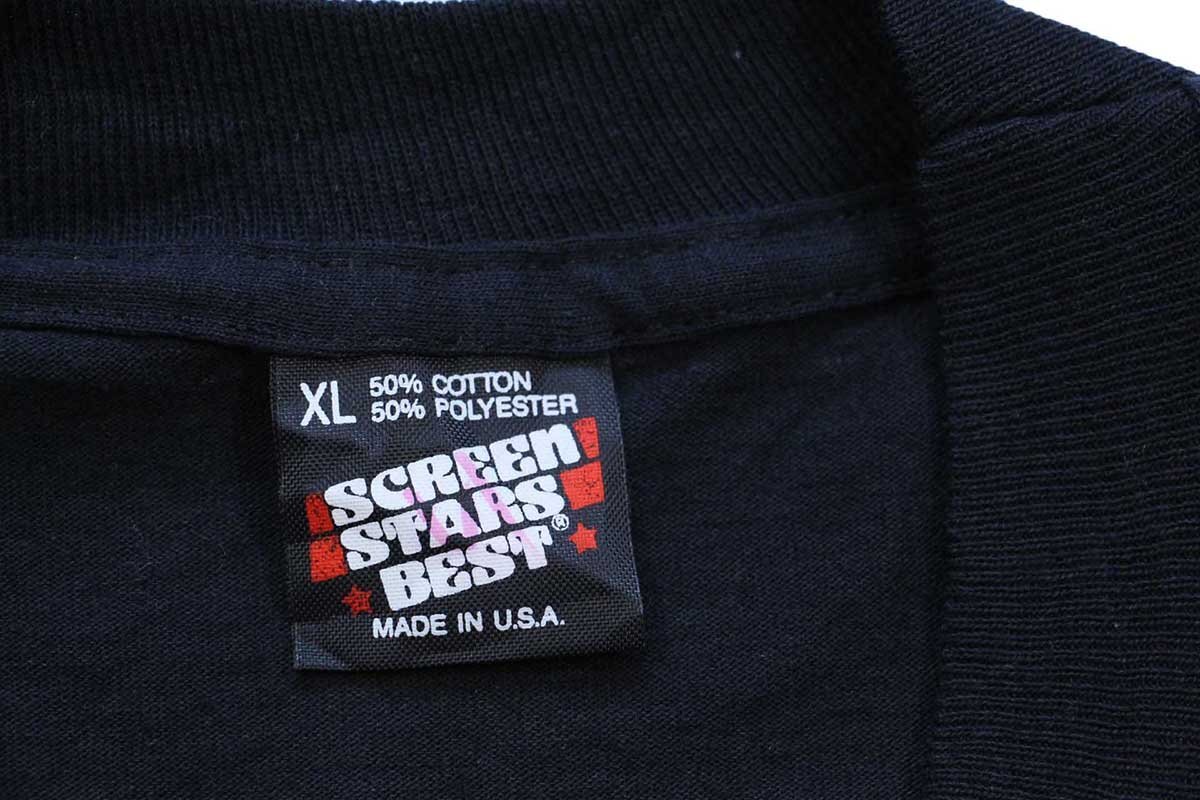 XL 50% COTTON
50% POLYESTER
SCREEN
STARS
BEST®
MADE IN U.S.A.